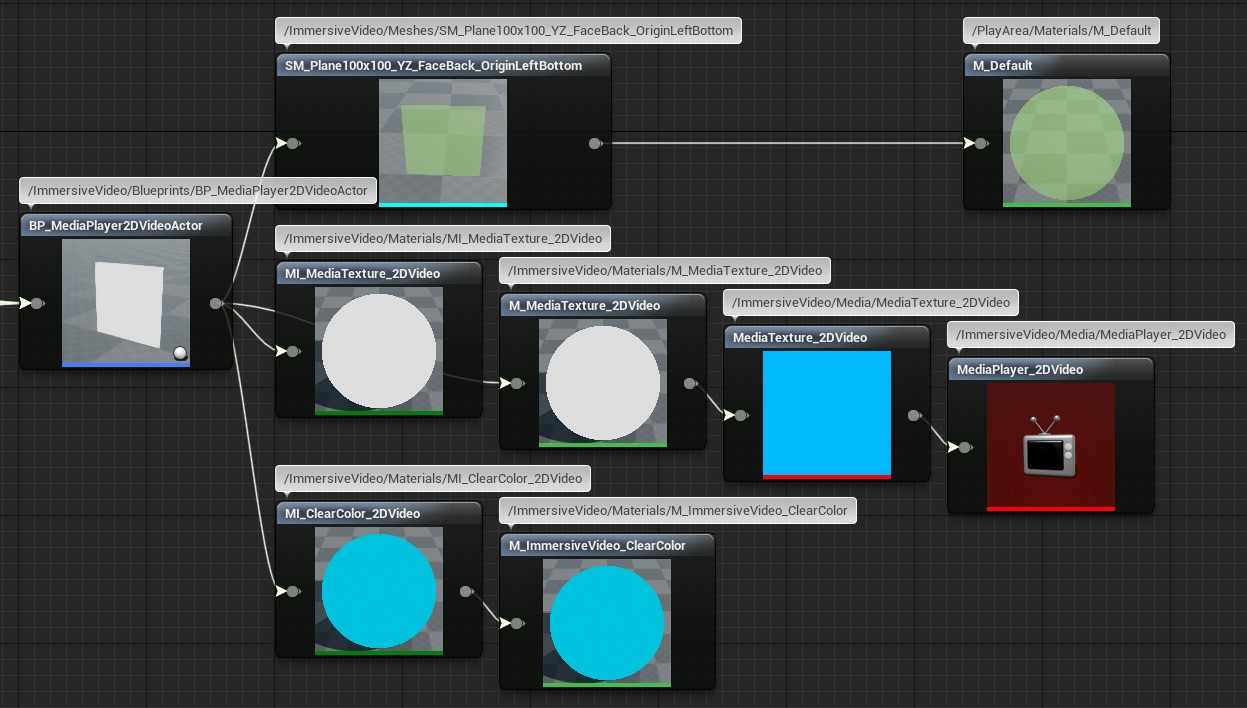 /ImmersiveVideo/Meshes/SM_Plane100x100_YZ_FaceBack_OriginLeftBottom
SM_Plane100x100_YZ_FaceBack_OriginLeftBottom
/PlayArea/Materials/M_Default
M_Default
/ImmersiveVideo/Blueprints/BP_MediaPlayer2DVideoActor
BP_MediaPlayer2DVideoActor
/ImmersiveVideo/Materials/MI_MediaTexture_2DVideo
MI_MediaTexture_2DVideo
/ImmersiveVideo/Materials/M_MediaTexture_2DVideo
M_MediaTexture_2DVideo
/ImmersiveVideo/Media/MediaTexture_2DVideo
MediaTexture_2DVideo
/ImmersiveVideo/Media/MediaPlayer_2DVideo
MediaPlayer_2DVideo
/ImmersiveVideo/Materials/MI_ClearColor_2DVideo
MI_ClearColor_2DVideo
/ImmersiveVideo/Materials/M_ImmersiveVideo_ClearColor
M_ImmersiveVideo_ClearColor